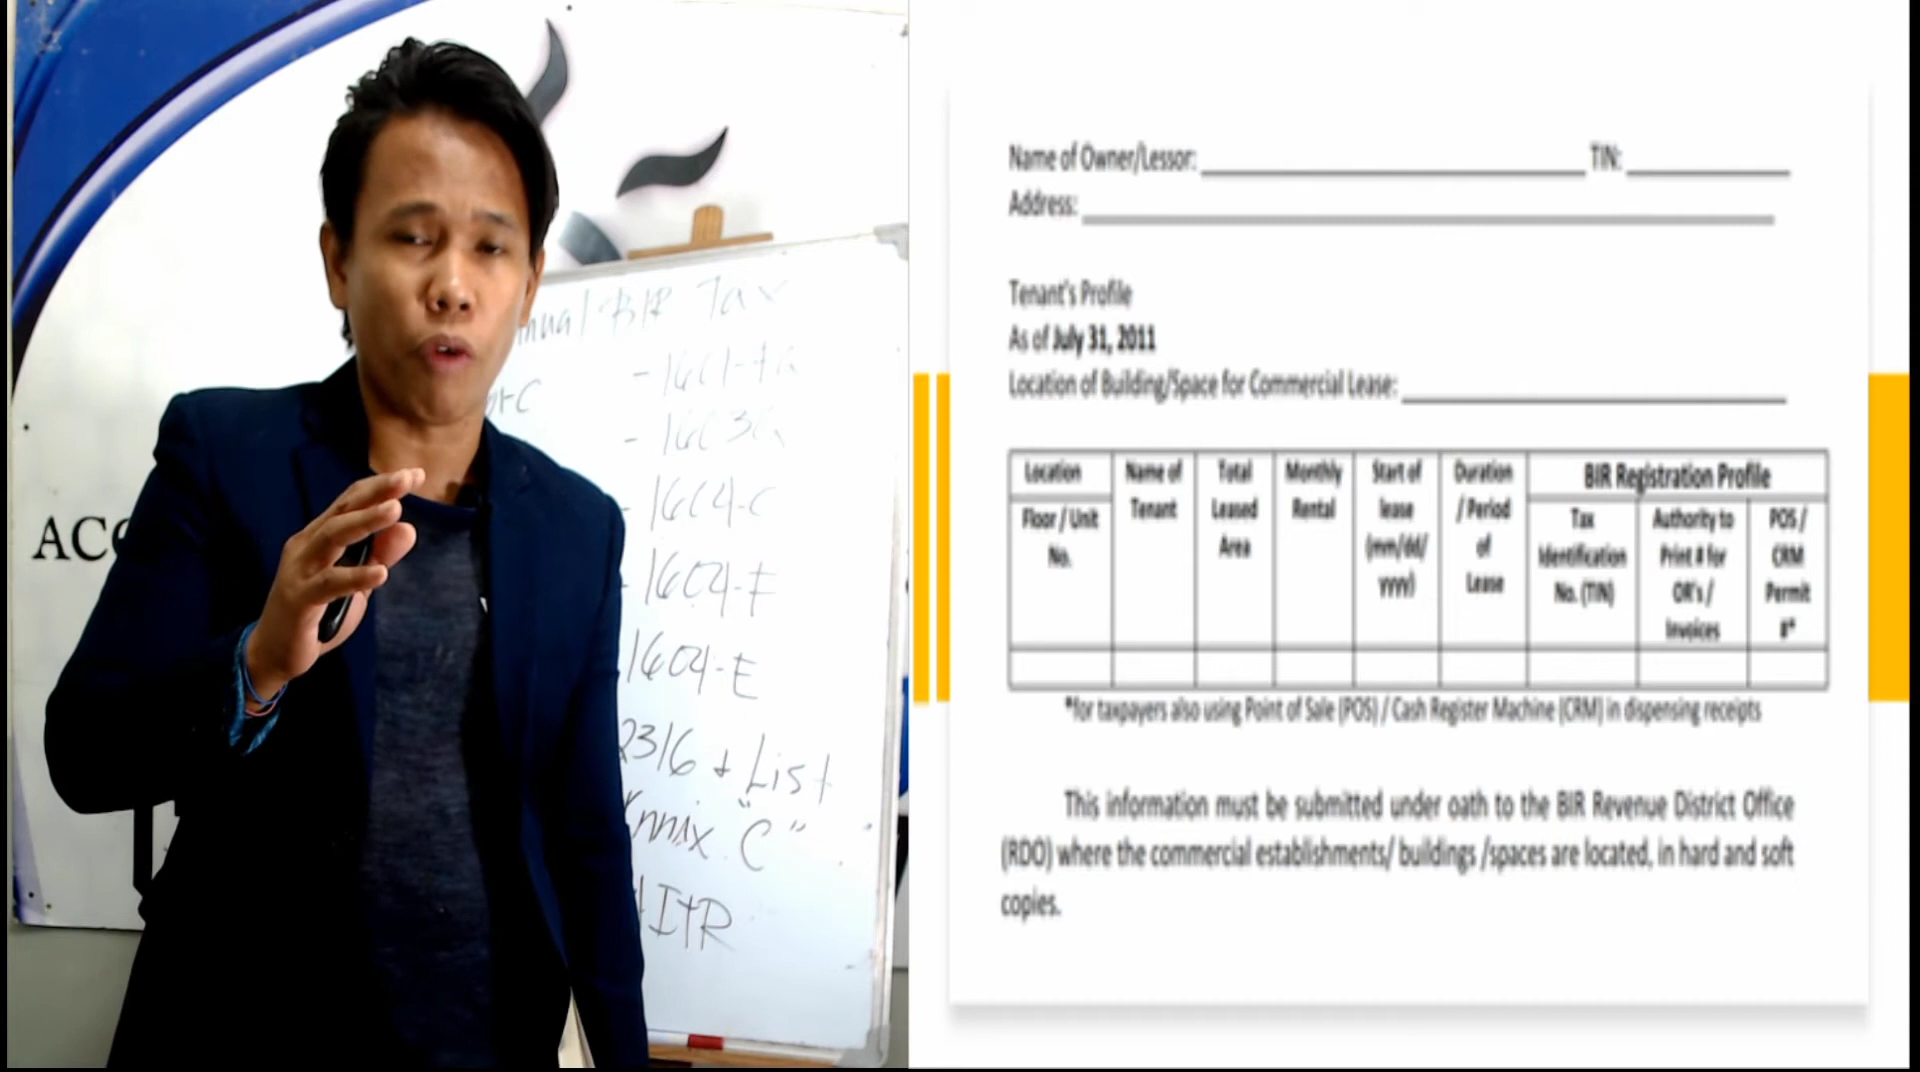 ACC
nual BIR Tax
- 1601-FQ
- 1603Q
- 1604-C
- 1604-F
1604-E
2316 + List
Annix "C"
ITR
Name of Owner/Lessor: TIN:
Address:
Tenant's Profile
As of July 31, 2011
Location of Building/Space for Commercial Lease:
Location
Floor / Unit
No.
Name of
Tenant
Total
Leased
Area
Monthly
Rental
Start of
lease
(mm/dd/
yyyy)
Duration
/ Period
of
Lease
BIR Registration Profile
Tax
Identification
No. (TIN)
Authority to
Print # for
OR's /
Invoices
POS /
CRM
Permit
#*
*for taxpayers also using Point of Sale (POS) / Cash Register Machine (CRM) in dispensing receipts
This information must be submitted under oath to the BIR Revenue District Office
(RDO) where the commercial establishments/ buildings /spaces are located, in hard and soft
copies.